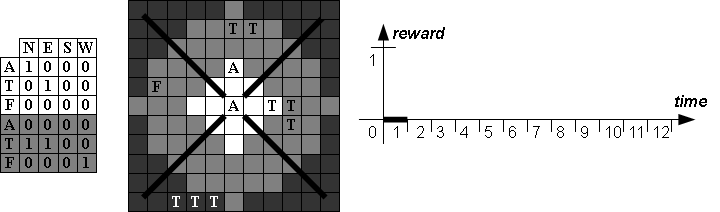 N E S W
A 1 0 0 0
T 0 1 0 0
F 0 0 0 0
A 0 0 0 0
T 1 1 0 0
F 0 0 0 1
T T
A
F
A T T
T
T T T
reward
1
time
0 1 2 3 4 5 6 7 8 9 10 11 12